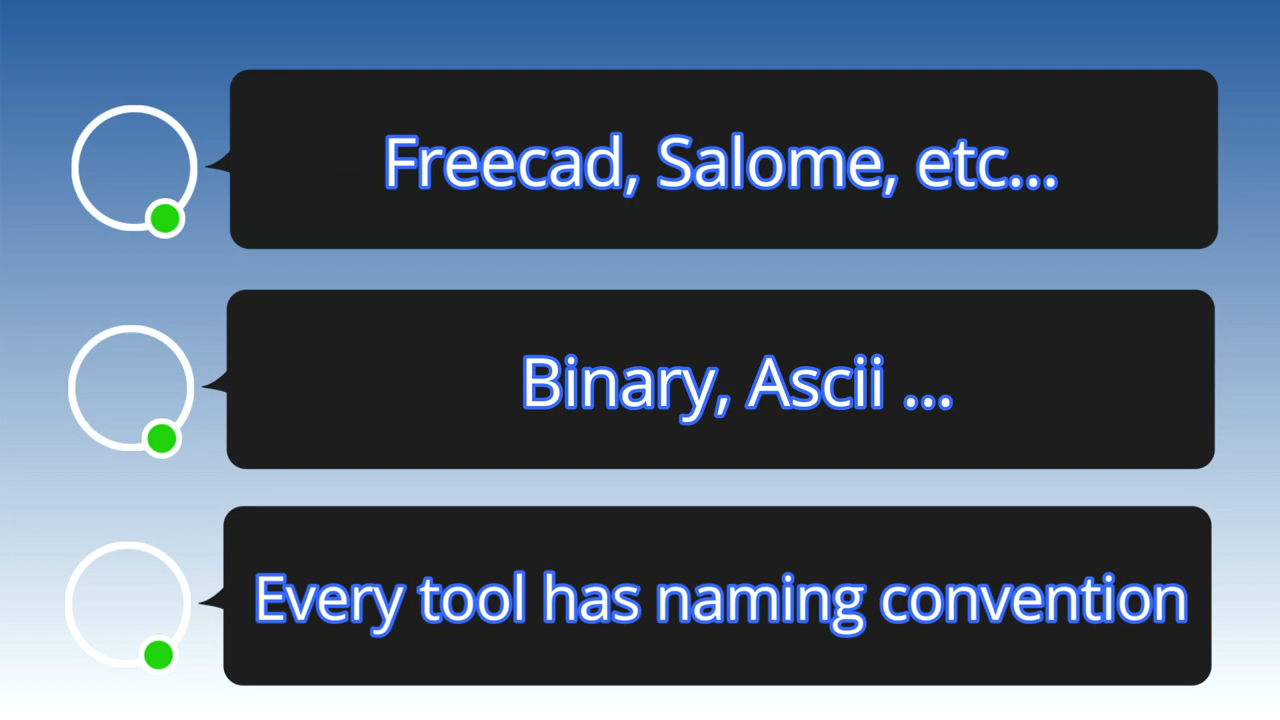 Freecad, Salome, etc...
Binary, Ascii ...
Every tool has naming convention